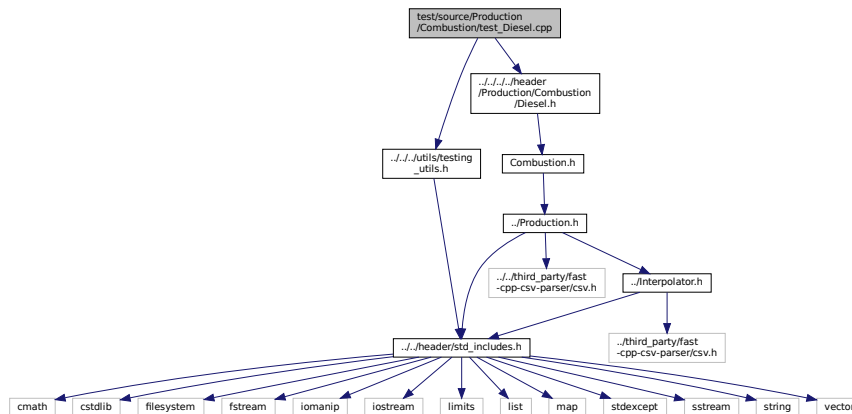 test/source/Production
/Combustion/test_Diesel.cpp
../../../../header
/Production/Combustion
/Diesel.h
../../../utils/testing
_utils.h
Combustion.h
../Production.h
../../third_party/fast
-cpp-csv-parser/csv.h
../Interpolator.h
../../header/std_includes.h
../third_party/fast
-cpp-csv-parser/csv.h
cmath
cstdlib
filesystem
fstream
iomanip
iostream
limits
list
map
stdexcept
sstream
string
vector